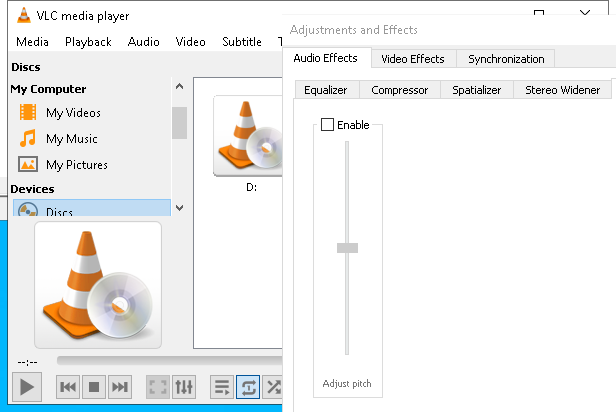 VLC media player
Media Playback Audio Video Subtitle
Discs
My Computer
My Videos
My Music
My Pictures
Devices
Discs
D:
--:--
Adjustments and Effects
Audio Effects Video Effects Synchronization
Equalizer Compressor Spatializer Stereo Widener
Enable
Adjust pitch